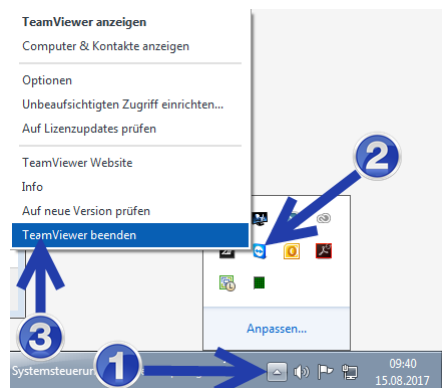 TeamViewer anzeigen
Computer & Kontakte anzeigen
Optionen
Unbeaufsichtigten Zugriff einrichten...
Auf Lizenzupdates prüfen
TeamViewer Website
Info
Auf neue Version prüfen
TeamViewer beenden
2
3
1
Anpassen...
Systemsteuerun
09:40
15.08.2017